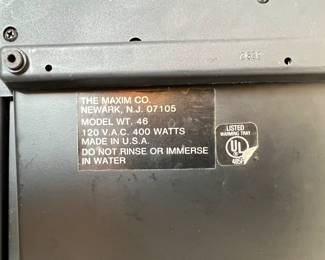 THE MAXIM CO.
NEWARK, N.J. 07105
MODEL WT. 46
120 V.A.C. 400 WATTS
MADE IN U.S.A.
DO NOT RINSE OR IMMERSE
IN WATER
LISTED
WARMING TRAY
UL